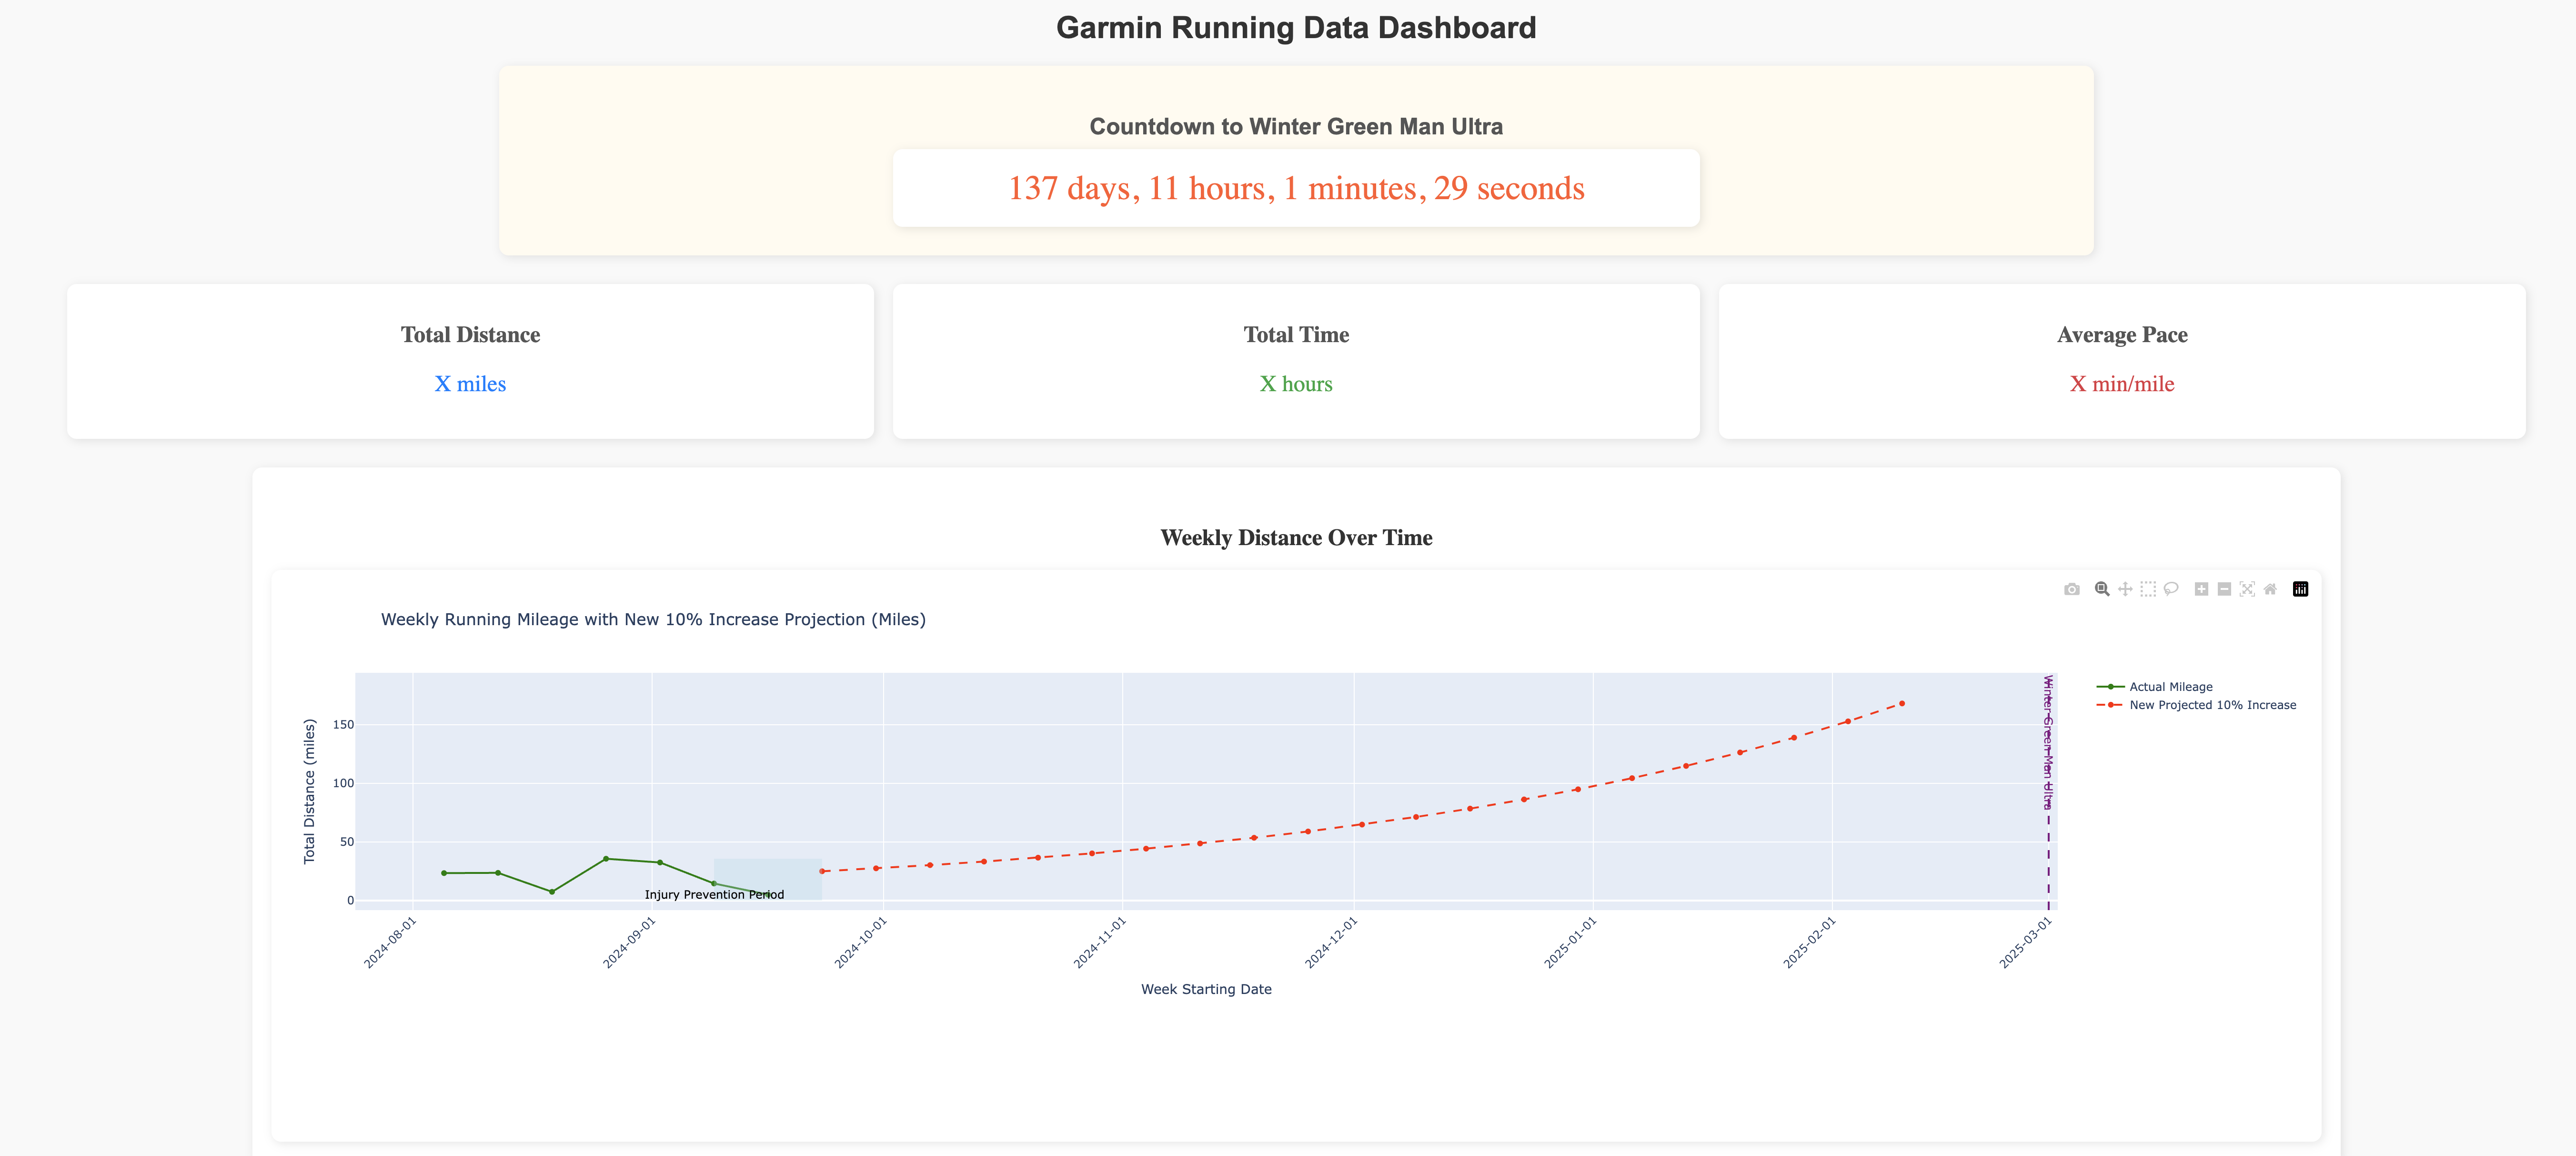 Garmin Running Data Dashboard
Countdown to Winter Green Man Ultra
137 days, 11 hours, 1 minutes, 29 seconds
Total Distance
X miles
Total Time
X hours
Average Pace
X min/mile
Weekly Distance Over Time
Weekly Running Mileage with New 10% Increase Projection (Miles)
Total Distance (miles)
150
100
50
0
Injury Prevention Period
Winter Green Man Ultra
Actual Mileage
New Projected 10% Increase
2024-08-01
2024-09-01
2024-10-01
2024-11-01
2024-12-01
2025-01-01
2025-02-01
2025-03-01
Week Starting Date